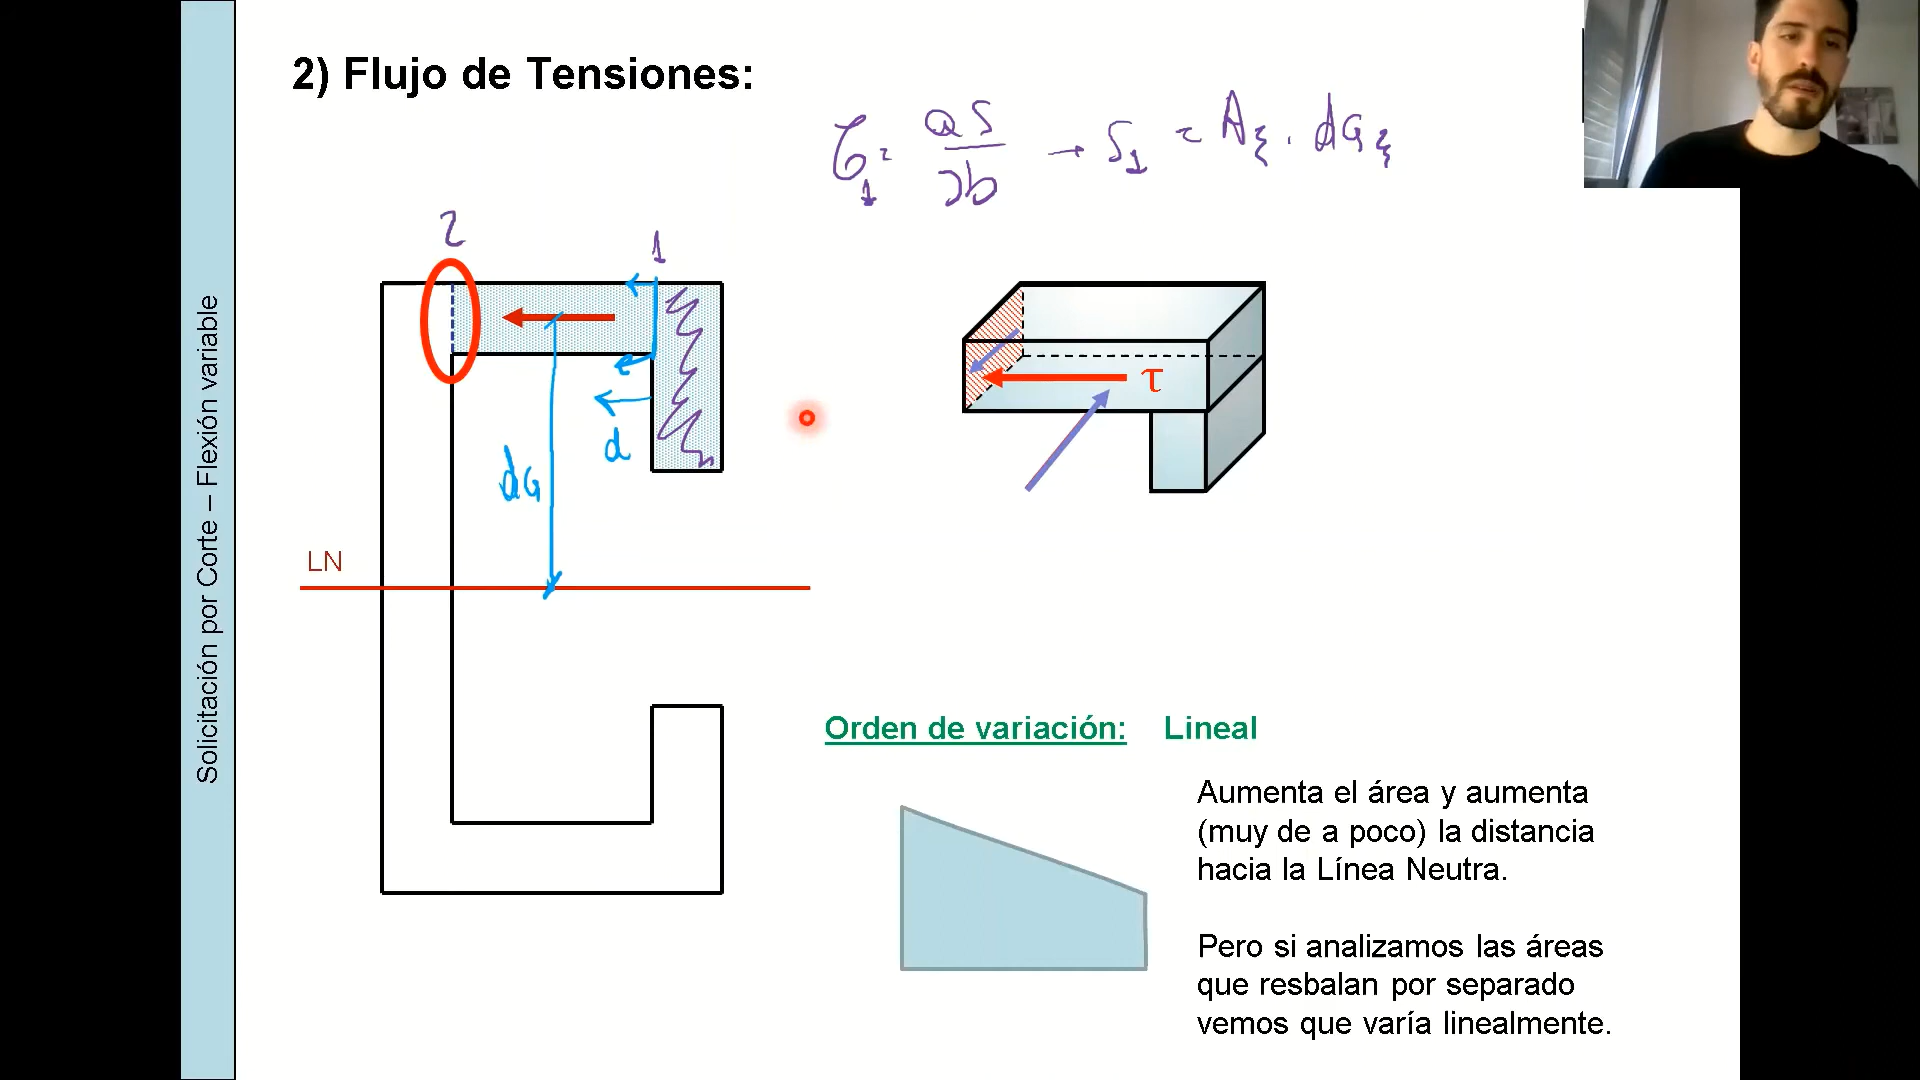 Solicitación por Corte – Flexión variable
2) Flujo de Tensiones:
τ₁ = QS / Jb → S₁ = A ξ . dG ξ
2
1
e
d
dG
LN
τ
Orden de variación: Lineal
Aumenta el área y aumenta
(muy de a poco) la distancia
hacia la Línea Neutra.
Pero si analizamos las áreas
que resbalan por separado
vemos que varía linealmente.